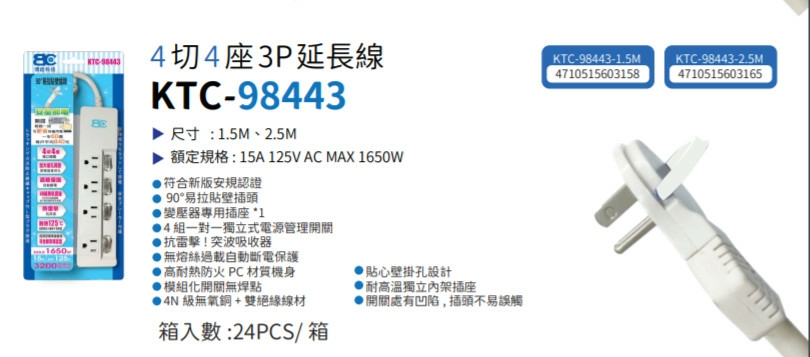 4切4座3P延長線
KTC-98443
KTC-98443-1.5M
4710515603158
KTC-98443-2.5M
4710515603165
▶ 尺寸 : 1.5M、2.5M
▶ 額定規格 : 15A 125V AC MAX 1650W
●符合新版安規認證
●90°易拉貼壁插頭
●變壓器專用插座 *1
●4 組一對一獨立式電源管理開關
●抗雷擊 ! 突波吸收器
●無熔絲過載自動斷電保護
●高耐熱防火 PC 材質機身
●模組化開關無焊點
●4N 級無氧銅 + 雙絕緣線材
●貼心壁掛孔設計
●耐高溫獨立內架插座
●開關處有凹陷 , 插頭不易誤觸
箱入數 :24PCS/ 箱
KTC-98443
4切4座
1650W